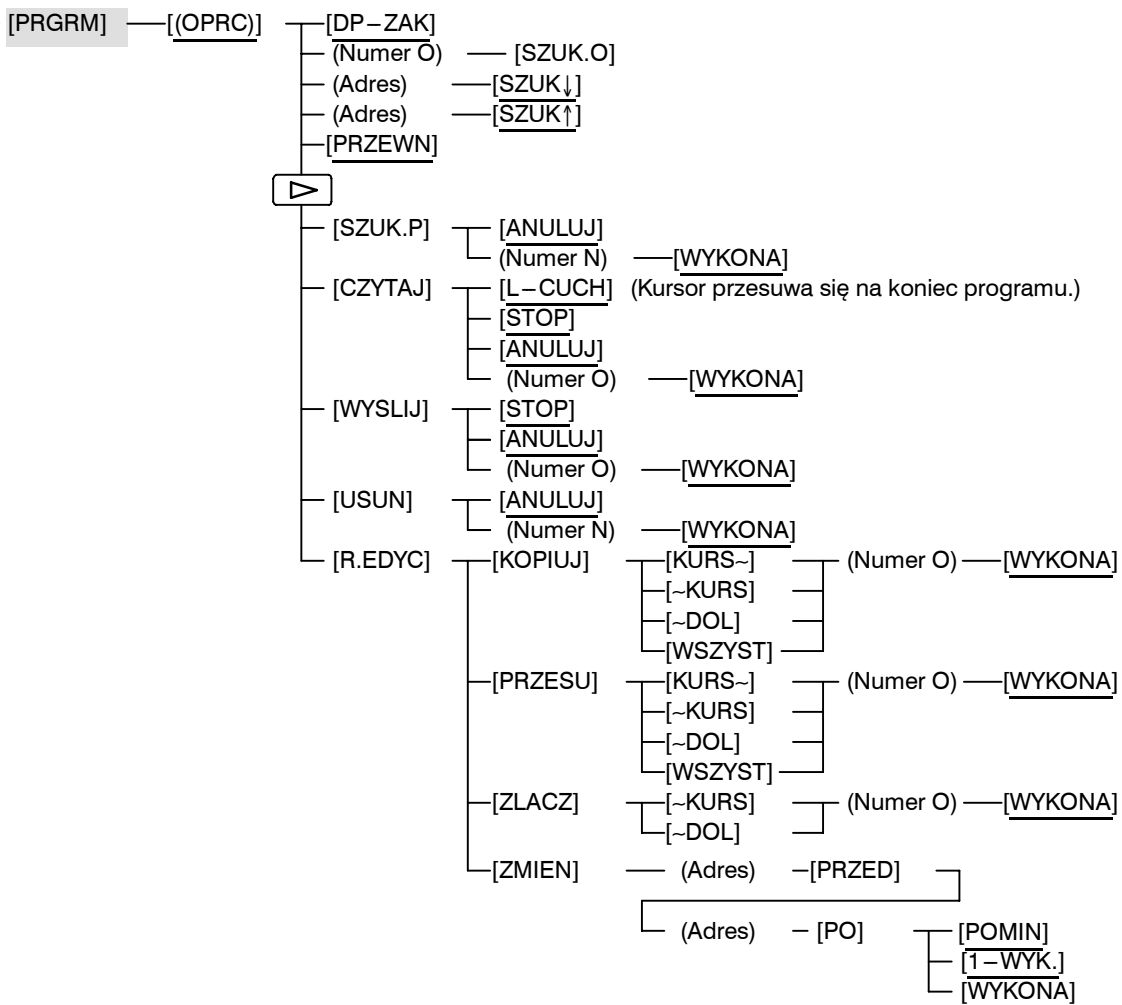 [PRGRM] [(OPRC)] [DP–ZAK]
(Numer O) [SZUK.O]
(Adres) [SZUK↓]
(Adres) [SZUK↑]
[PRZEWN]
[SZUK.P] [ANULUJ]
(Numer N) [WYKONA]
[CZYTAJ] [L–CUCH] (Kursor przesuwa się na koniec programu.)
[STOP]
[ANULUJ]
(Numer O) [WYKONA]
[WYSLIJ] [STOP]
[ANULUJ]
(Numer O) [WYKONA]
[USUN] [ANULUJ]
(Numer N) [WYKONA]
[R.EDYC] [KOPIUJ] [KURS~] (Numer O) [WYKONA]
[~KURS]
[~DOL]
[WSZYST]
[PRZESU] [KURS~] (Numer O) [WYKONA]
[~KURS]
[~DOL]
[WSZYST]
[ZLACZ] [~KURS] (Numer O) [WYKONA]
[~DOL]
[ZMIEN] (Adres) [PRZED]
(Adres) [PO] [POMIN]
[1–WYK.]
[WYKONA]